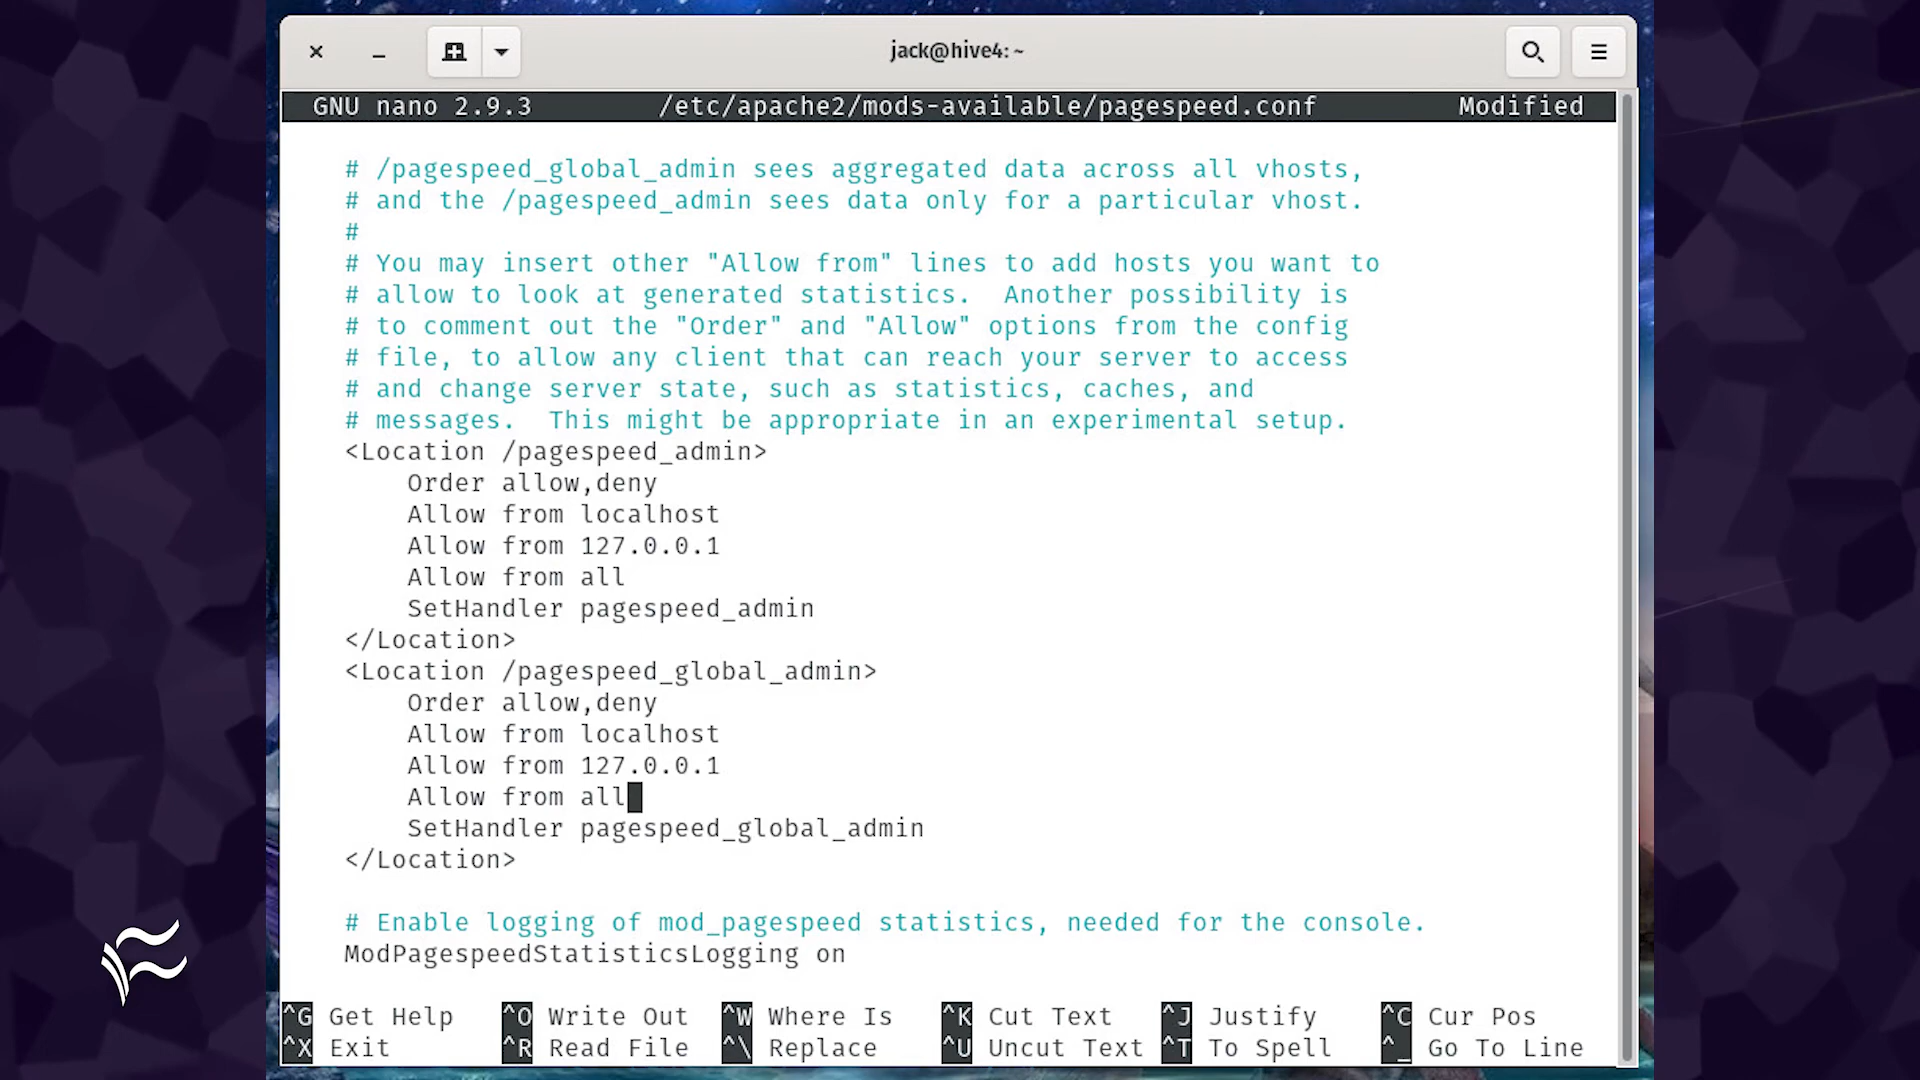 jack@hive4: ~
GNU nano 2.9.3 /etc/apache2/mods-available/pagespeed.conf Modified
# /pagespeed_global_admin sees aggregated data across all vhosts,
# and the /pagespeed_admin sees data only for a particular vhost.
#
# You may insert other "Allow from" lines to add hosts you want to
# allow to look at generated statistics.  Another possibility is
# to comment out the "Order" and "Allow" options from the config
# file, to allow any client that can reach your server to access
# and change server state, such as statistics, caches, and
# messages.  This might be appropriate in an experimental setup.
<Location /pagespeed_admin>
Order allow,deny
Allow from localhost
Allow from 127.0.0.1
Allow from all
SetHandler pagespeed_admin
</Location>
<Location /pagespeed_global_admin>
Order allow,deny
Allow from localhost
Allow from 127.0.0.1
Allow from all
SetHandler pagespeed_global_admin
</Location>
# Enable logging of mod_pagespeed statistics, needed for the console.
ModPagespeedStatisticsLogging on
^G Get Help ^O Write Out ^W Where Is ^K Cut Text ^J Justify ^C Cur Pos
^X Exit ^R Read File ^\ Replace ^U Uncut Text ^T To Spell ^_ Go To Line